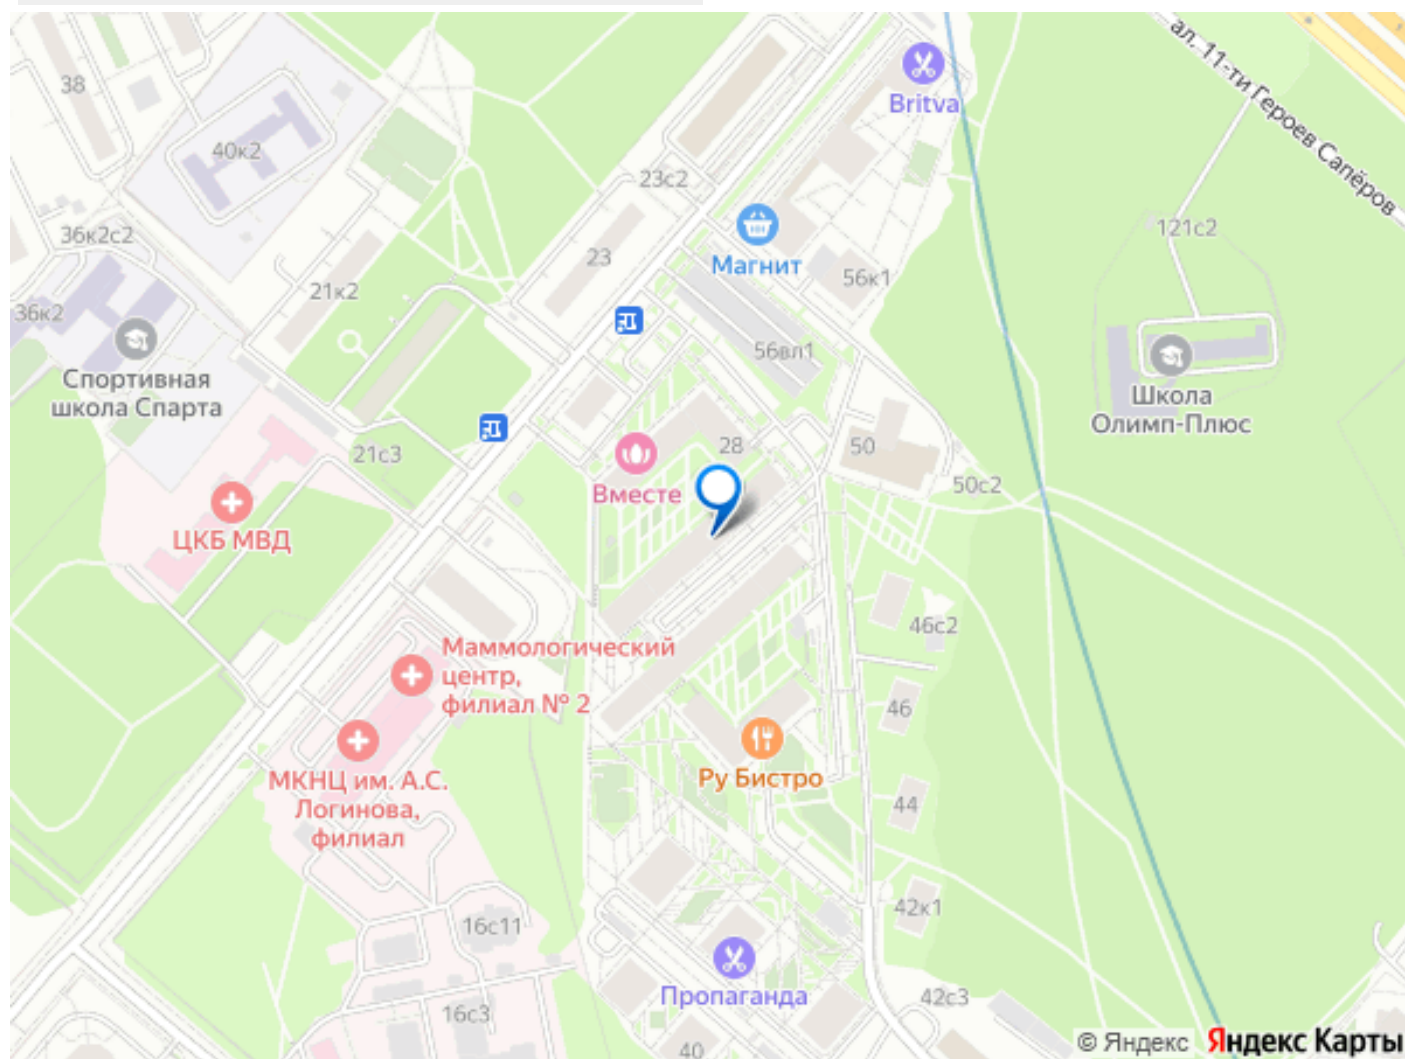 ал. 11-ти Героев Сапёров
38
Britva
40к2
23с2
121с2
36к2с2
23
Магнит
56к1
21к2
36к2
56вл1
Спортивная
школа Спарта
Школа
Олимп-Плюс
28
50
21с3
50с2
Вместе
ЦКБ МВД
46с2
Маммологический
центр,
филиал № 2
46
МКНЦ им. А.С.
Логинова,
филиал
Ру Бистро
44
42к1
16с11
Пропаганда
42с3
16с3
40
© Яндекс Яндекс Карты